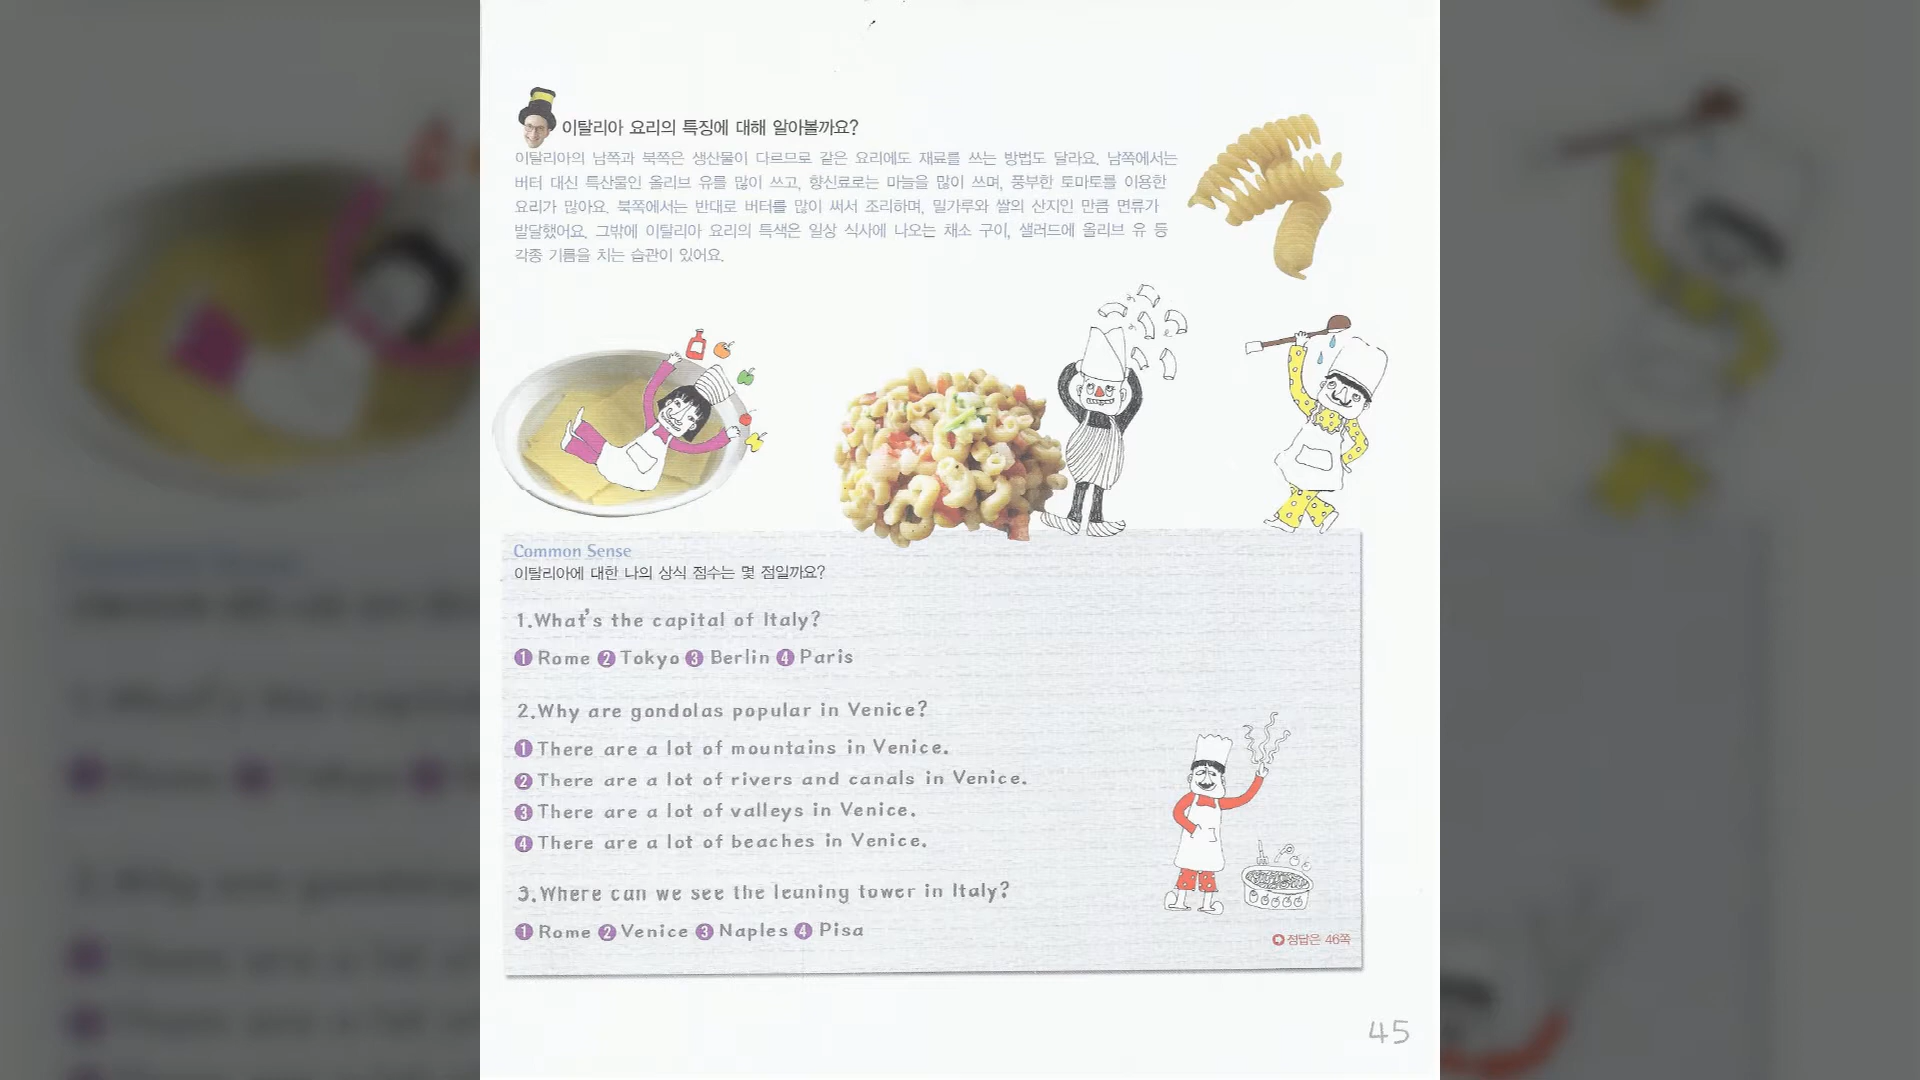 이탈리아 요리의 특징에 대해 알아볼까요?
이탈리아의 남쪽과 북쪽은 생산물이 다르므로 같은 요리에도 재료를 쓰는 방법도 달라요. 남쪽에서는
버터 대신 특산물인 올리브 유를 많이 쓰고, 향신료로는 마늘을 많이 쓰며, 풍부한 토마토를 이용한
요리가 많아요. 북쪽에서는 반대로 버터를 많이 써서 조리하며, 밀가루와 쌀의 산지인 만큼 면류가
발달했어요. 그밖에 이탈리아 요리의 특색은 일상 식사에 나오는 채소 구이, 샐러드에 올리브 유 등
각종 기름을 치는 습관이 있어요.
Common Sense
이탈리아에 대한 나의 상식 점수는 몇 점일까요?
1.What's the capital of Italy?
❶ Rome ❷ Tokyo ❸ Berlin ❹ Paris
2.Why are gondolas popular in Venice?
❶ There are a lot of mountains in Venice.
❷ There are a lot of rivers and canals in Venice.
❸ There are a lot of valleys in Venice.
❹ There are a lot of beaches in Venice.
3.Where can we see the leaning tower in Italy?
❶ Rome ❷ Venice ❸ Naples ❹ Pisa
정답은 46쪽
45